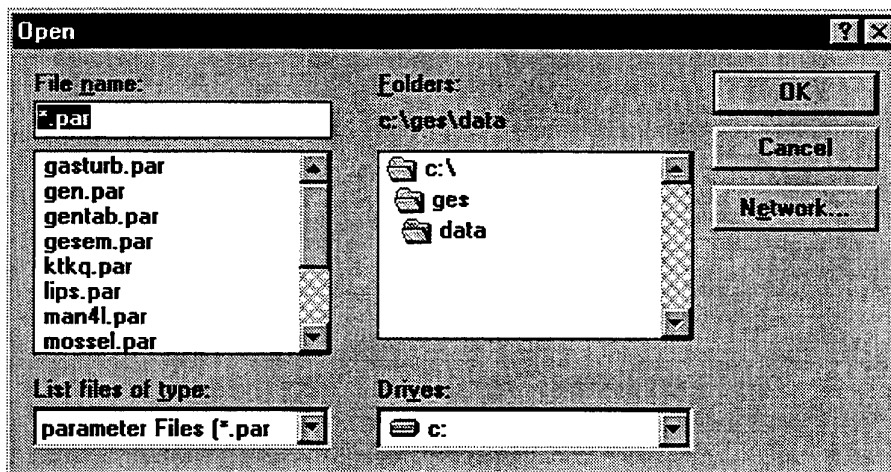 Open
File name:
*.par
gasturb.par
gen.par
gentab.par
gesem.par
ktkq.par
lips.par
man4l.par
mossel.par
List files of type:
parameter Files (*.par
Folders:
c:\ges\data
c:\
ges
data
Drives:
c:
OK
Cancel
Network...